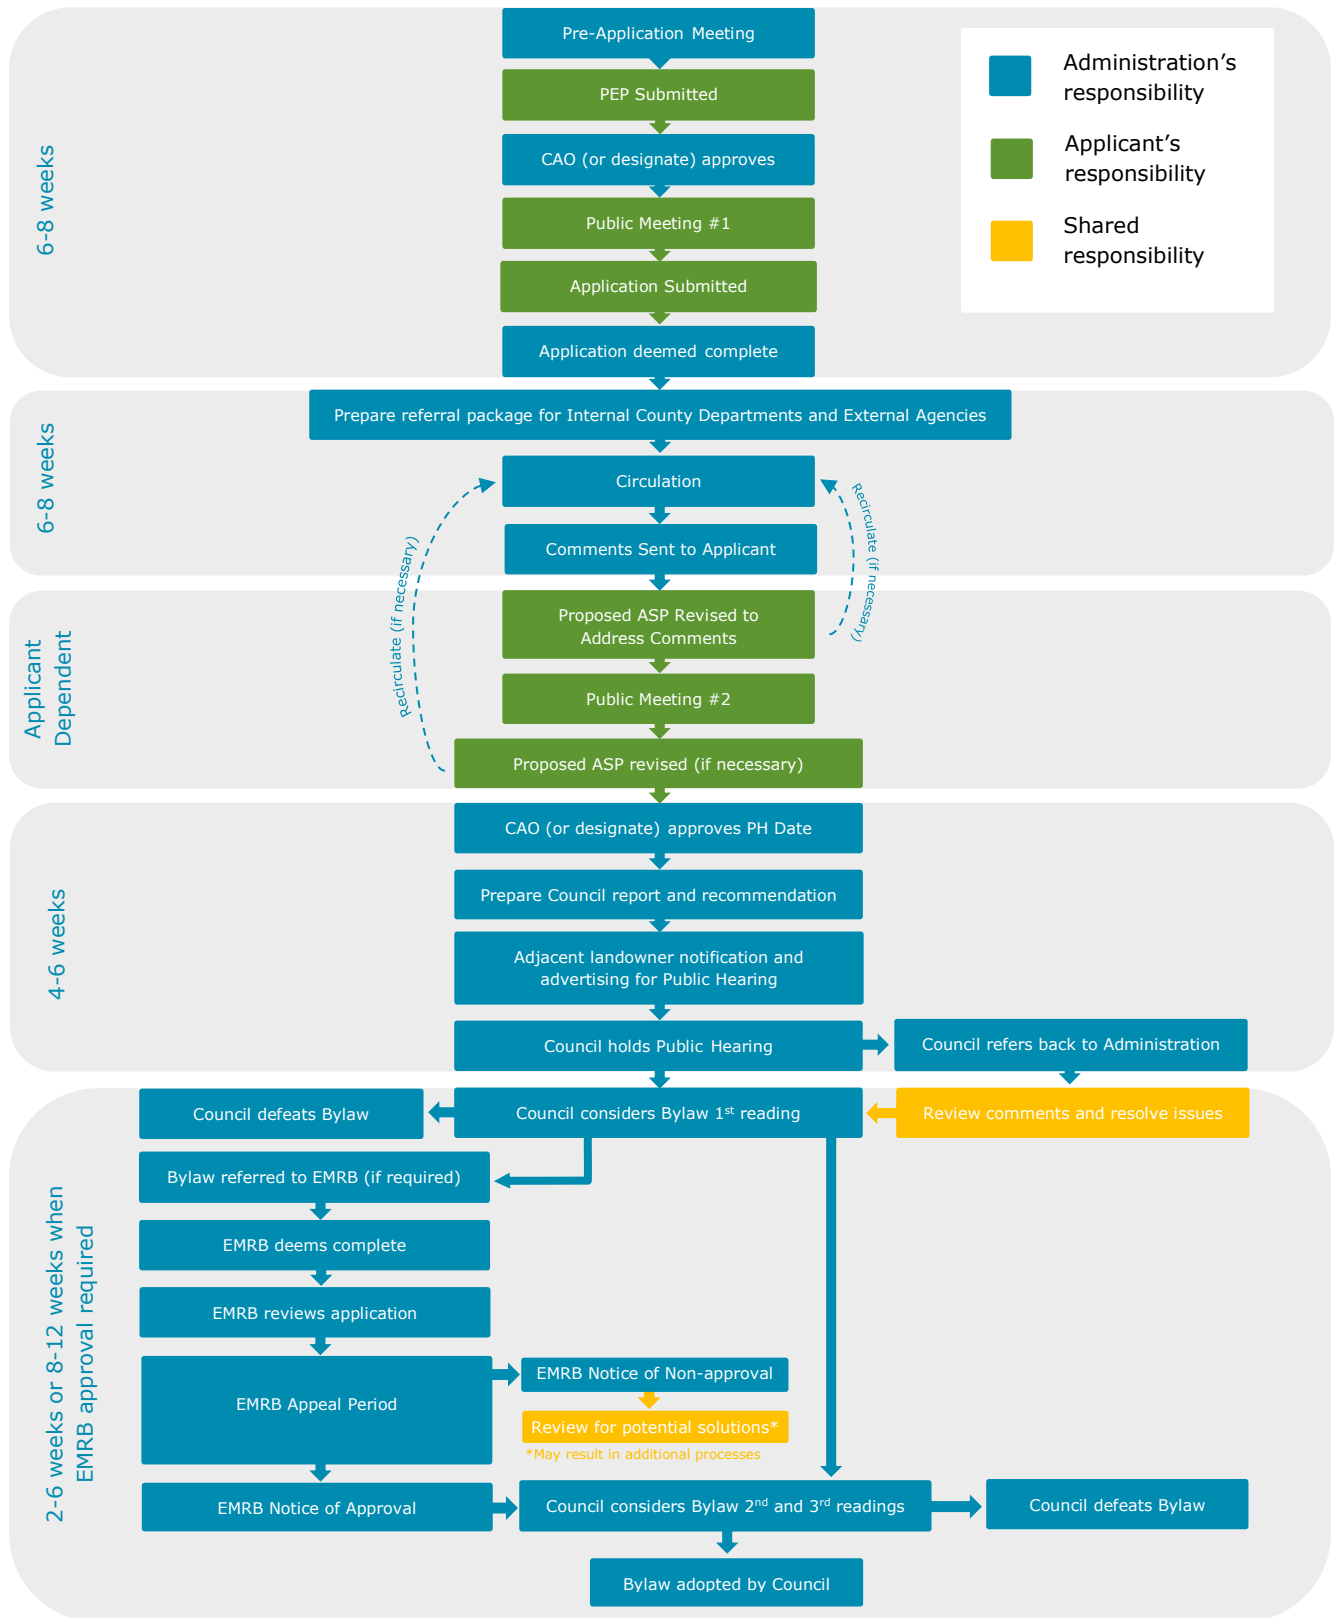 Pre-Application Meeting
PEP Submitted
CAO (or designate) approves
Public Meeting #1
Application Submitted
Application deemed complete
6-8 weeks
Administration's
responsibility
Applicant's
responsibility
Shared
responsibility
Prepare referral package for Internal County Departments and External Agencies
Circulation
Comments Sent to Applicant
6-8 weeks
Recirculate (if necessary)
Recirculate (if necessary)
Proposed ASP Revised to
Address Comments
Public Meeting #2
Proposed ASP revised (if necessary)
Applicant
Dependent
CAO (or designate) approves PH Date
Prepare Council report and recommendation
Adjacent landowner notification and
advertising for Public Hearing
Council holds Public Hearing
Council refers back to Administration
4-6 weeks
Council defeats Bylaw
Council considers Bylaw 1st reading
Review comments and resolve issues
Bylaw referred to EMRB (if required)
EMRB deems complete
EMRB reviews application
EMRB Appeal Period
EMRB Notice of Non-approval
Review for potential solutions*
*May result in additional processes
EMRB Notice of Approval
Council considers Bylaw 2nd and 3rd readings
Council defeats Bylaw
Bylaw adopted by Council
2-6 weeks or 8-12 weeks when
EMRB approval required